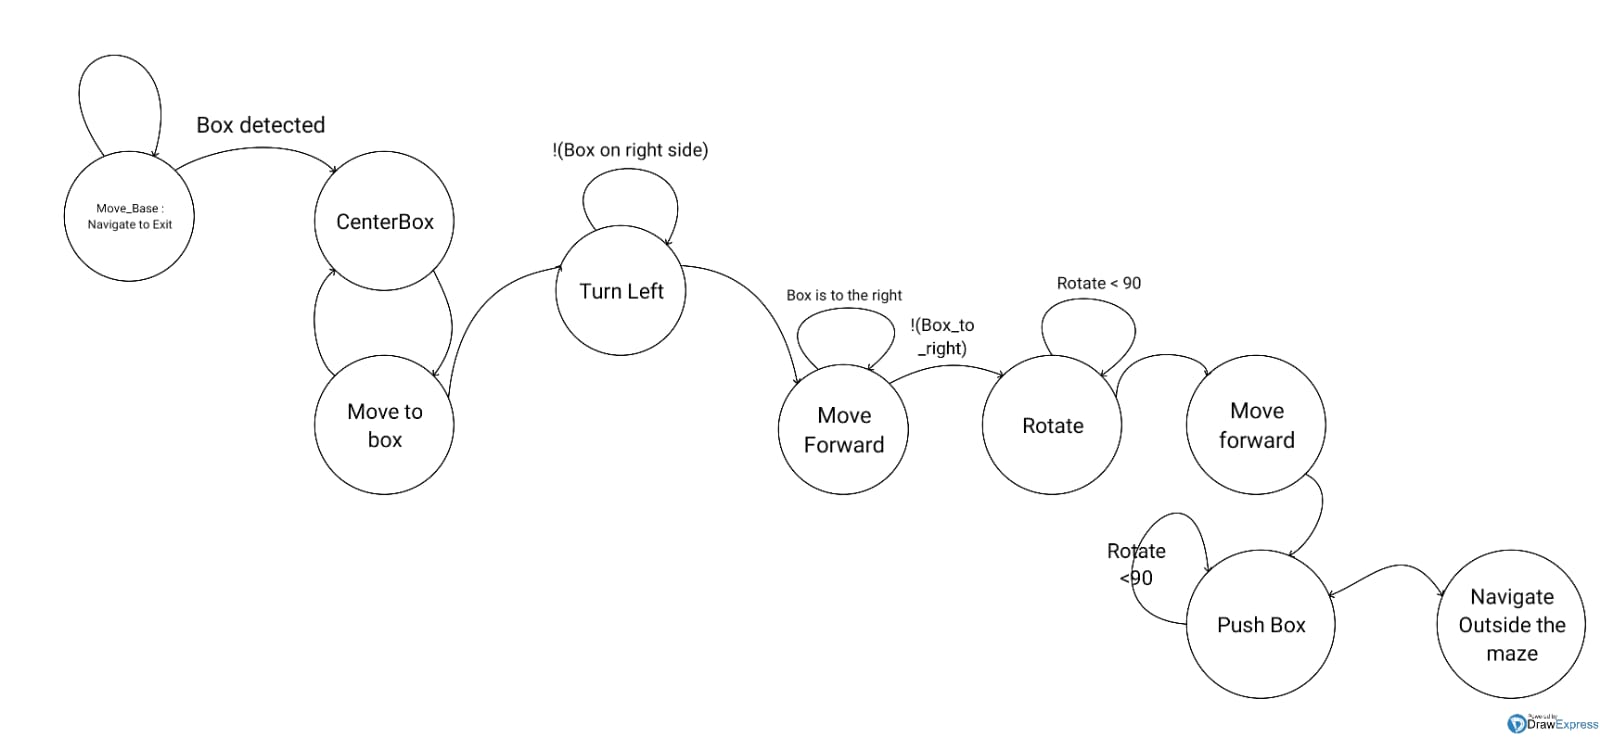 Box detected
!(Box on right side)
Move_Base :
Navigate to Exit
CenterBox
Turn Left
Box is to the right
Rotate < 90
!(Box_to
_right)
Move to
box
Move
Forward
Rotate
Move
forward
Rotate
<90
Push Box
Navigate
Outside the
maze
Powered by
DrawExpress